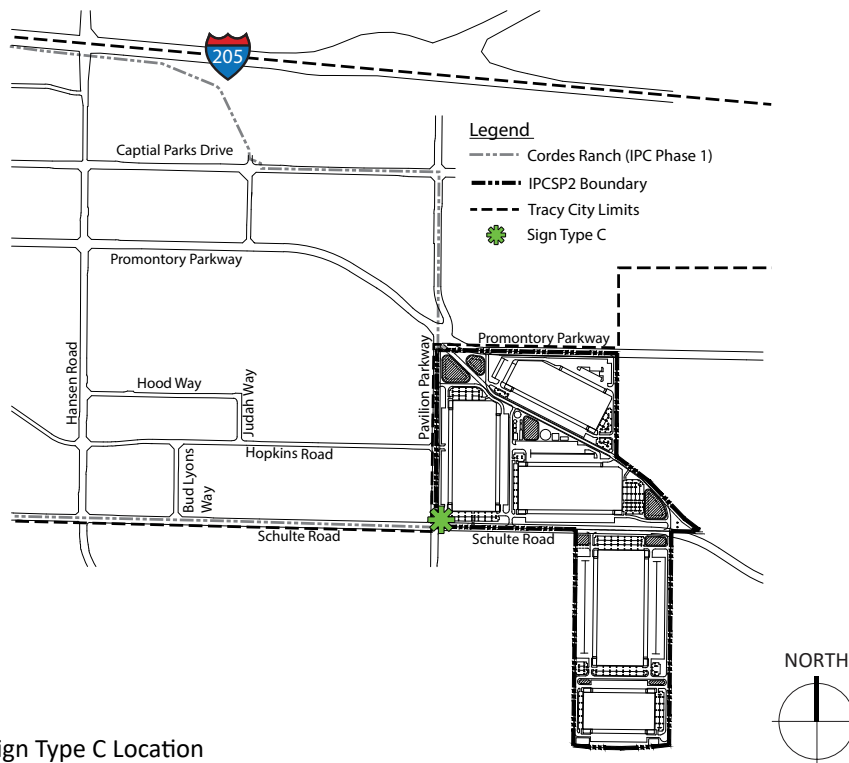 205
Captial Parks Drive
Legend
Cordes Ranch (IPC Phase 1)
IPCSP2 Boundary
Tracy City Limits
Sign Type C
Promontory Parkway
Promontory Parkway
Hansen Road
Pavilion Parkway
Hood Way
Judah Way
Hopkins Road
Bud Lyons
Way
Schulte Road
Schulte Road
NORTH
ign Type C Location